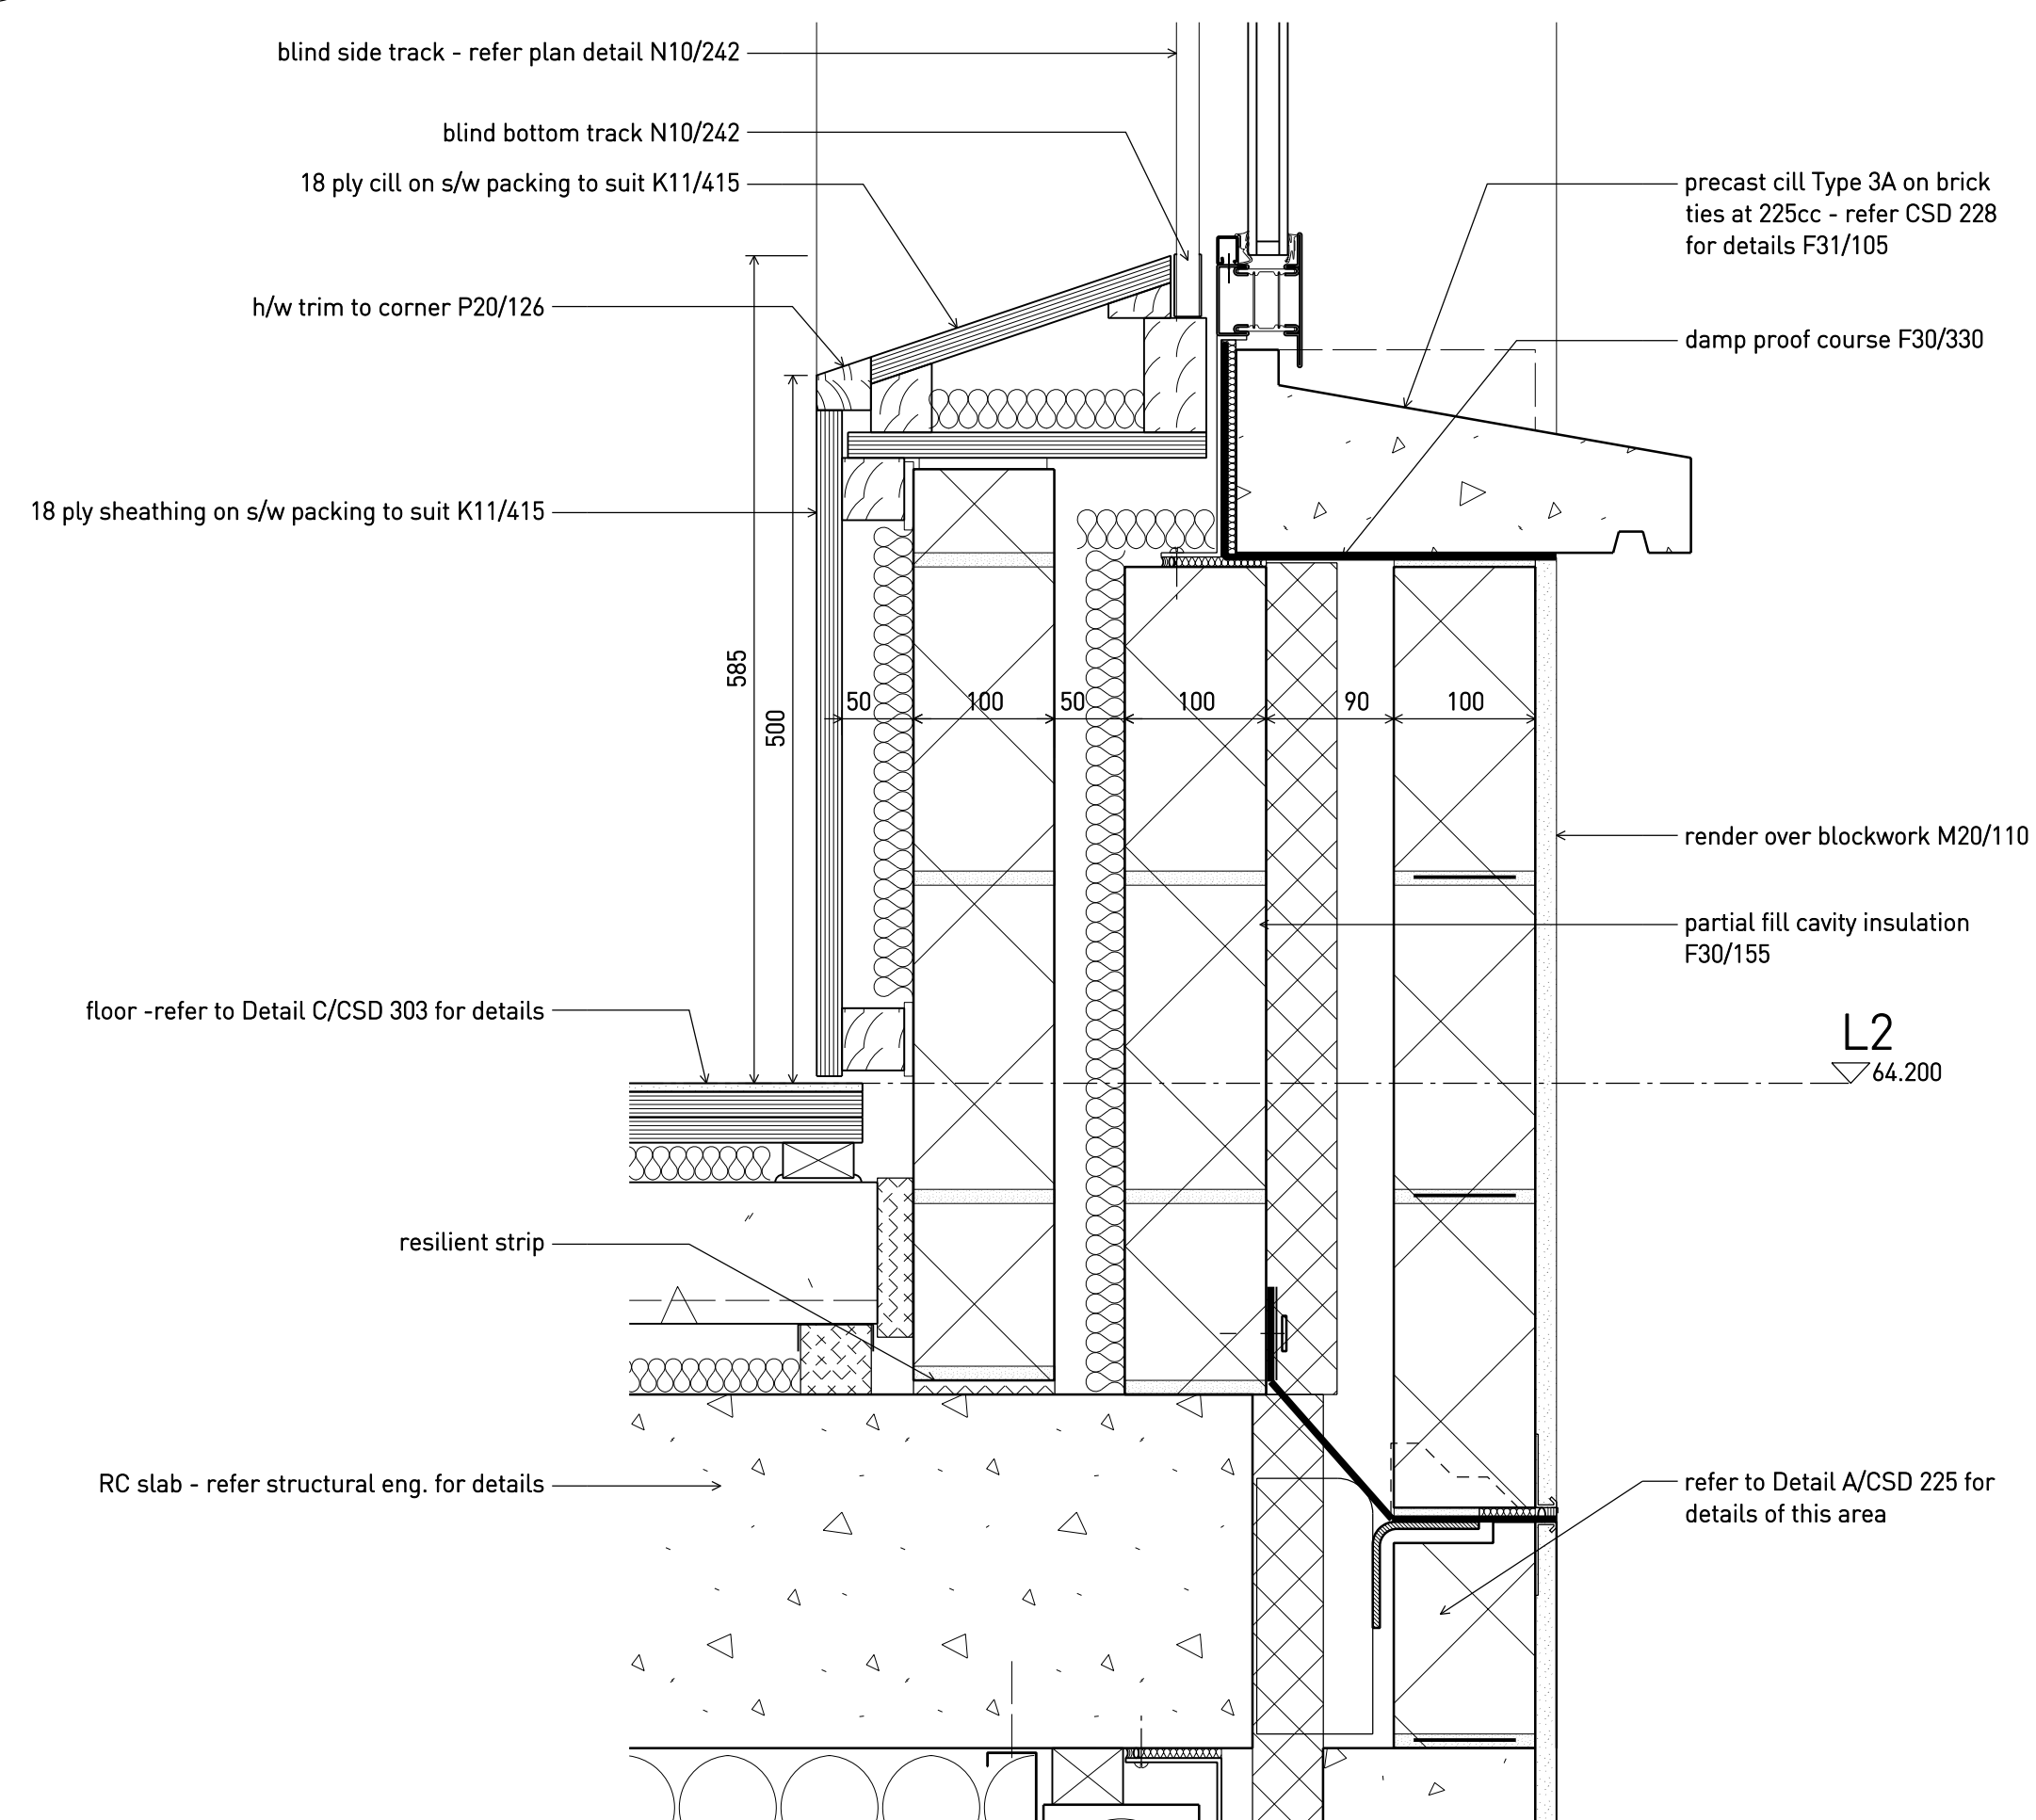 blind side track - refer plan detail N10/242
blind bottom track N10/242
18 ply cill on s/w packing to suit K11/415
h/w trim to corner P20/126
18 ply sheathing on s/w packing to suit K11/415
precast cill Type 3A on brick
ties at 225cc - refer CSD 228
for details F31/105
damp proof course F30/330
585
500
50
100
50
100
90
100
render over blockwork M20/110
partial fill cavity insulation
F30/155
floor -refer to Detail C/CSD 303 for details
L2
64.200
resilient strip
RC slab - refer structural eng. for details
refer to Detail A/CSD 225 for
details of this area